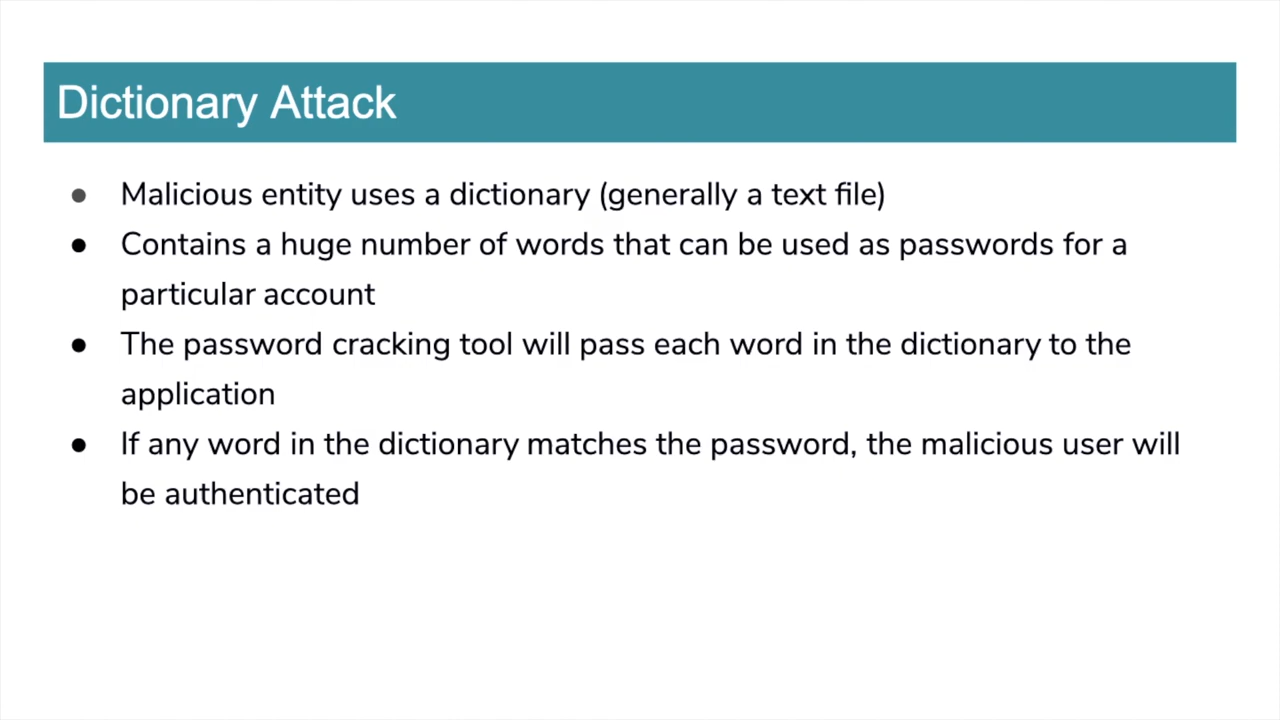 Dictionary Attack
● Malicious entity uses a dictionary (generally a text file)
● Contains a huge number of words that can be used as passwords for a
particular account
● The password cracking tool will pass each word in the dictionary to the
application
● If any word in the dictionary matches the password, the malicious user will
be authenticated